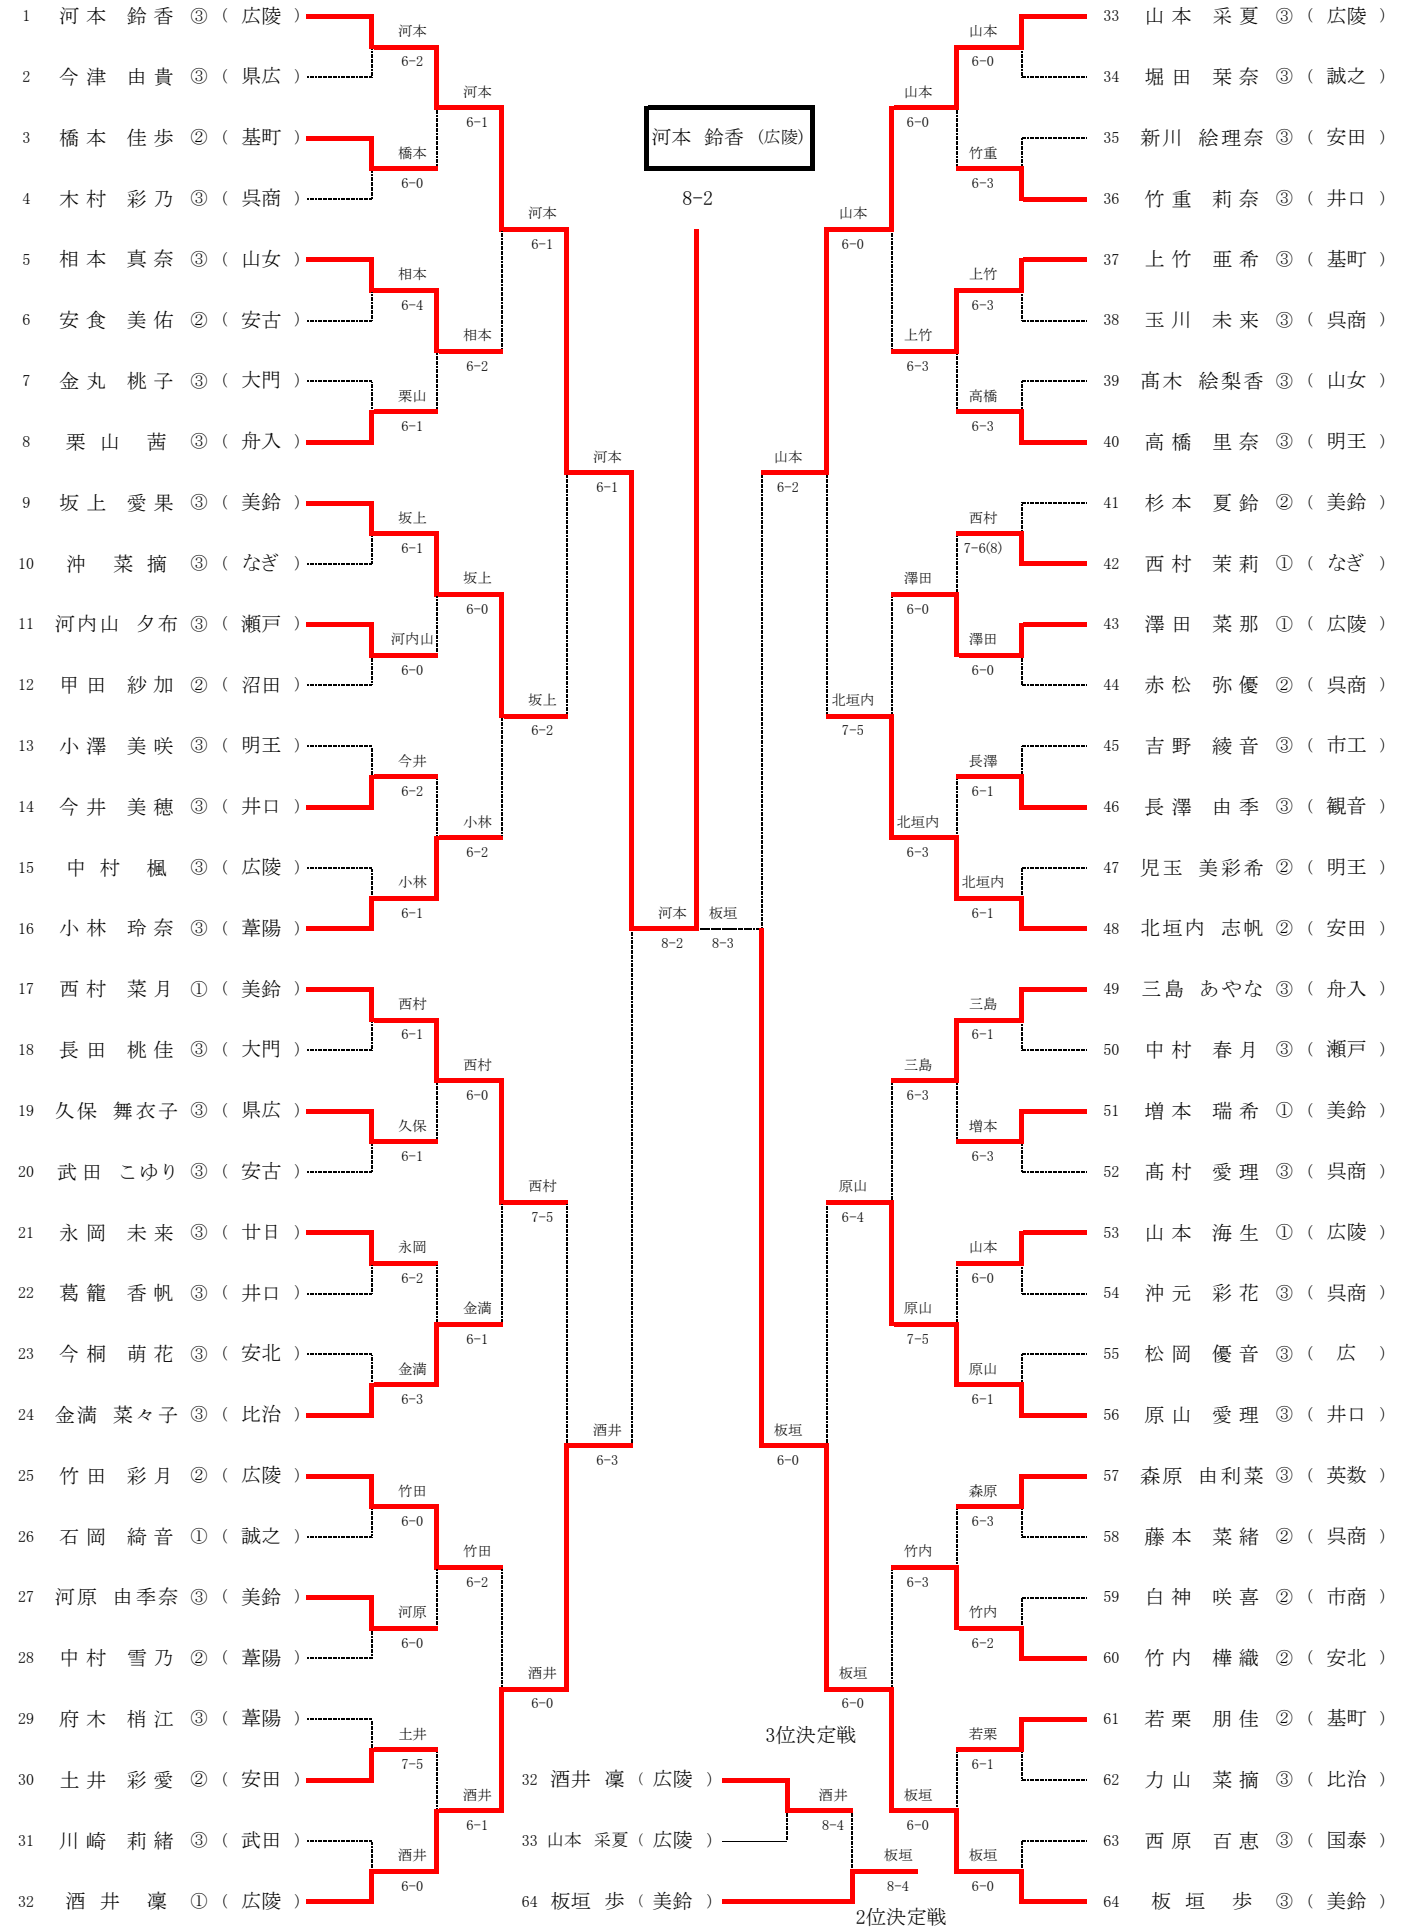 1 河本 鈴香 ③ ( 広陵 )
2 今津 由貴 ③ ( 県広 )
3 橋本 佳歩 ② ( 基町 )
4 木村 彩乃 ③ ( 呉商 )
5 相本 真奈 ③ ( 山女 )
6 安食 美佑 ② ( 安古 )
7 金丸 桃子 ③ ( 大門 )
8 栗山 茜 ③ ( 舟入 )
9 坂上 愛果 ③ ( 美鈴 )
10 沖 菜摘 ③ ( なぎ )
11 河内山 夕布 ③ ( 瀬戸 )
12 甲田 紗加 ② ( 沼田 )
13 小澤 美咲 ③ ( 明王 )
14 今井 美穂 ③ ( 井口 )
15 中村 楓 ③ ( 広陵 )
16 小林 玲奈 ③ ( 葦陽 )
17 西村 菜月 ① ( 美鈴 )
18 長田 桃佳 ③ ( 大門 )
19 久保 舞衣子 ③ ( 県広 )
20 武田 こゆり ③ ( 安古 )
21 永岡 未来 ③ ( 廿日 )
22 葛籠 香帆 ③ ( 井口 )
23 今桐 萌花 ③ ( 安北 )
24 金満 菜々子 ③ ( 比治 )
25 竹田 彩月 ② ( 広陵 )
26 石岡 綺音 ① ( 誠之 )
27 河原 由季奈 ③ ( 美鈴 )
28 中村 雪乃 ② ( 葦陽 )
29 府木 梢江 ③ ( 葦陽 )
30 土井 彩愛 ② ( 安田 )
31 川崎 莉緒 ③ ( 武田 )
32 酒井 凜 ① ( 広陵 )
河本
6-2
橋本
6-0
相本
6-4
栗山
6-1
坂上
6-1
河内山
6-0
今井
6-2
小林
6-1
西村
6-1
久保
6-1
永岡
6-2
金満
6-3
竹田
6-0
河原
6-0
土井
7-5
酒井
6-0
河本
6-1
相本
6-2
坂上
6-0
小林
6-2
西村
6-0
金満
6-1
竹田
6-2
酒井
6-1
河本
6-1
坂上
6-2
西村
7-5
酒井
6-0
河本
6-1
酒井
6-3
河本
8-2
河本 鈴香 (広陵)
8-2
板垣
8-3
山本
6-2
板垣
6-0
山本
6-0
北垣内
7-5
原山
6-4
板垣
6-0
山本
6-0
上竹
6-3
澤田
6-0
北垣内
6-3
三島
6-3
原山
7-5
竹内
6-3
板垣
6-0
山本
6-0
竹重
6-3
上竹
6-3
高橋
6-3
西村
7-6(8)
澤田
6-0
長澤
6-1
北垣内
6-1
三島
6-1
増本
6-3
山本
6-0
原山
6-1
森原
6-3
竹内
6-2
若栗
6-1
板垣
6-0
33 山本 采夏 ③ ( 広陵 )
34 堀田 栞奈 ③ ( 誠之 )
35 新川 絵理奈 ③ ( 安田 )
36 竹重 莉奈 ③ ( 井口 )
37 上竹 亜希 ③ ( 基町 )
38 玉川 未来 ③ ( 呉商 )
39 髙木 絵梨香 ③ ( 山女 )
40 高橋 里奈 ③ ( 明王 )
41 杉本 夏鈴 ② ( 美鈴 )
42 西村 茉莉 ① ( なぎ )
43 澤田 菜那 ① ( 広陵 )
44 赤松 弥優 ② ( 呉商 )
45 吉野 綾音 ③ ( 市工 )
46 長澤 由季 ③ ( 観音 )
47 児玉 美彩希 ② ( 明王 )
48 北垣内 志帆 ② ( 安田 )
49 三島 あやな ③ ( 舟入 )
50 中村 春月 ③ ( 瀬戸 )
51 増本 瑞希 ① ( 美鈴 )
52 髙村 愛理 ③ ( 呉商 )
53 山本 海生 ① ( 広陵 )
54 沖元 彩花 ③ ( 呉商 )
55 松岡 優音 ③ ( 広 )
56 原山 愛理 ③ ( 井口 )
57 森原 由利菜 ③ ( 英数 )
58 藤本 菜緒 ② ( 呉商 )
59 白神 咲喜 ② ( 市商 )
60 竹内 樺織 ② ( 安北 )
61 若栗 朋佳 ② ( 基町 )
62 力山 菜摘 ③ ( 比治 )
63 西原 百恵 ③ ( 国泰 )
64 板垣 歩 ③ ( 美鈴 )
3位決定戦
32 酒井 凜 ( 広陵 )
33 山本 采夏 ( 広陵 )
酒井
8-4
64 板垣 歩 ( 美鈴 )
板垣
8-4
2位決定戦